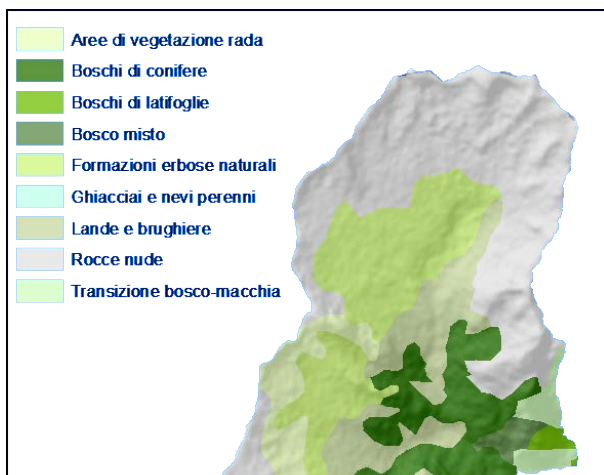 Aree di vegetazione rada
Boschi di conifere
Boschi di latifoglie
Bosco misto
Formazioni erbose naturali
Ghiacciai e nevi perenni
Lande e brughiere
Rocce nude
Transizione bosco-macchia